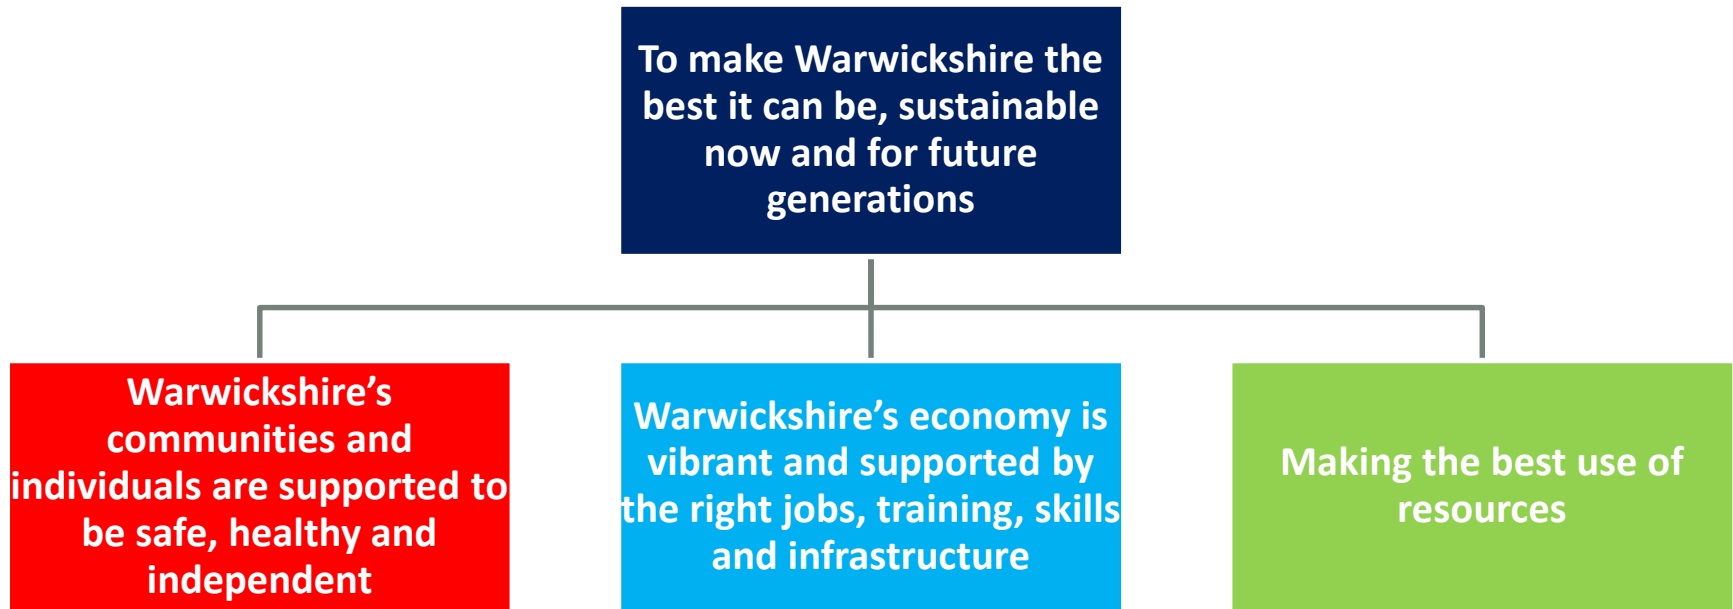 To make Warwickshire the
best it can be, sustainable
now and for future
generations
Warwickshire’s
communities and
individuals are supported to
be safe, healthy and
independent
Warwickshire’s economy is
vibrant and supported by
the right jobs, training, skills
and infrastructure
Making the best use of
resources